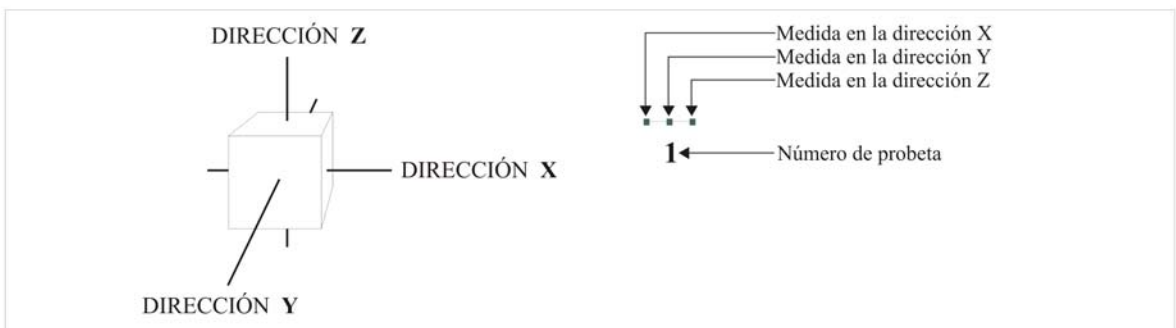 DIRECCIÓN Z
DIRECCIÓN X
DIRECCIÓN Y
Medida en la dirección X
Medida en la dirección Y
Medida en la dirección Z
1
Número de probeta